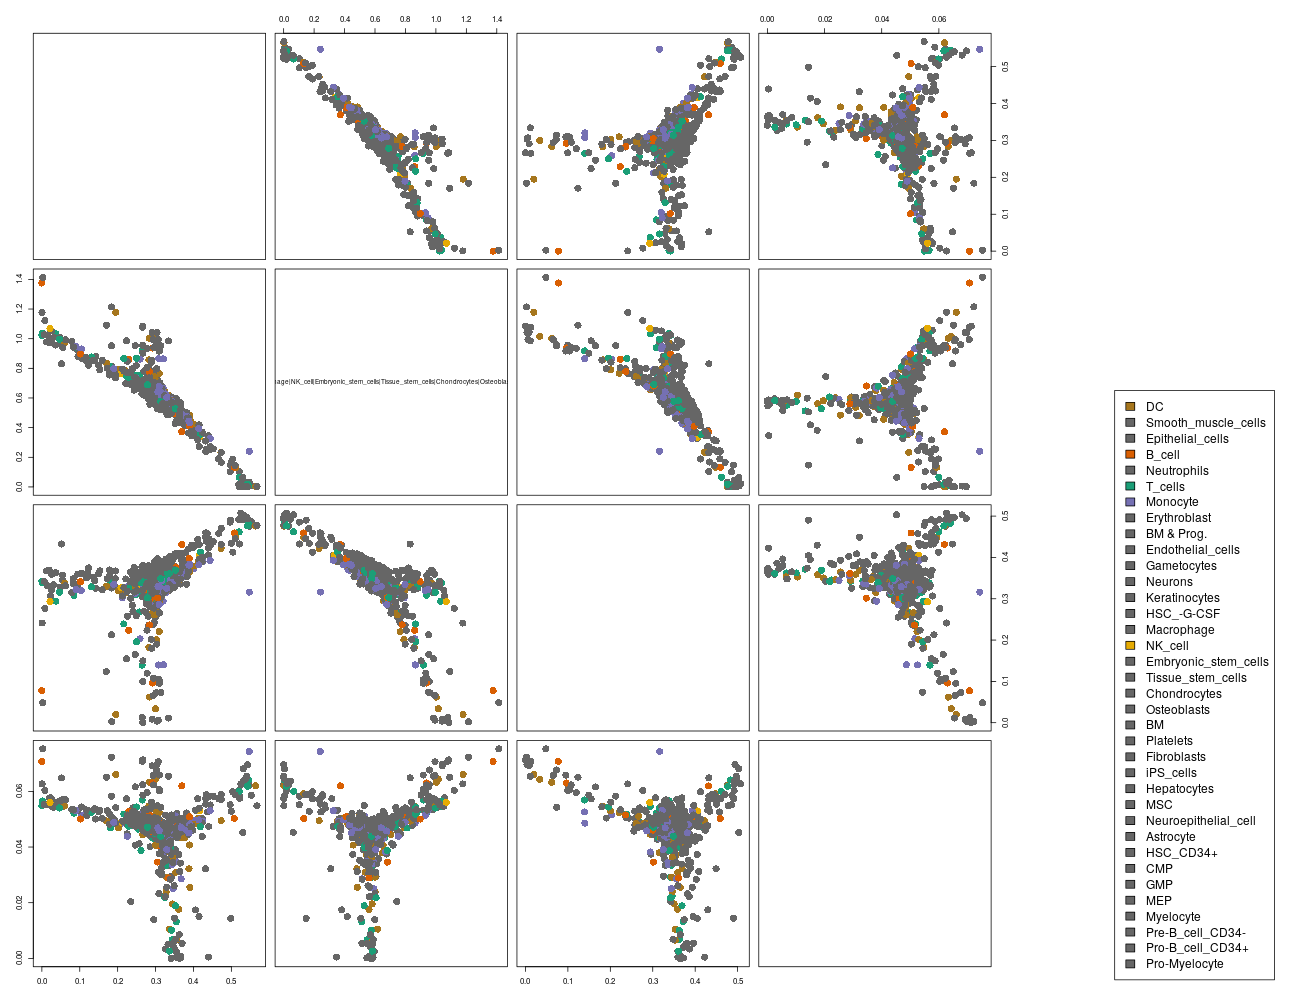 0.0 0.2 0.4 0.6 0.8 1.0 1.2 1.4
0.00 0.02 0.04 0.06
0.0 0.1 0.2 0.3 0.4 0.5
0.0 0.2 0.4 0.6 0.8 1.0 1.2 1.4
age|NK_cell|Embryonic_stem_cells|Tissue_stem_cells|Chondrocytes|Osteobla
0.0 0.1 0.2 0.3 0.4 0.5
0.00 0.02 0.04 0.06
0.0 0.1 0.2 0.3 0.4 0.5
0.0 0.1 0.2 0.3 0.4 0.5
DC
Smooth_muscle_cells
Epithelial_cells
B_cell
Neutrophils
T_cells
Monocyte
Erythroblast
BM & Prog.
Endothelial_cells
Gametocytes
Neurons
Keratinocytes
HSC_-G-CSF
Macrophage
NK_cell
Embryonic_stem_cells
Tissue_stem_cells
Chondrocytes
Osteoblasts
BM
Platelets
Fibroblasts
iPS_cells
Hepatocytes
MSC
Neuroepithelial_cell
Astrocyte
HSC_CD34+
CMP
GMP
MEP
Myelocyte
Pre-B_cell_CD34-
Pro-B_cell_CD34+
Pro-Myelocyte